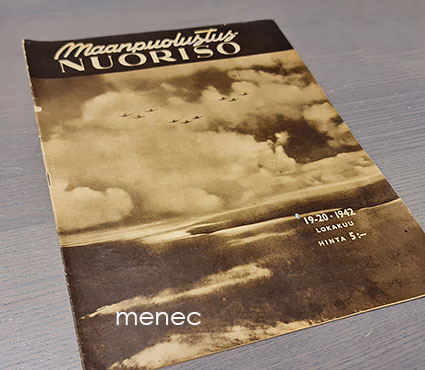 Maanpuolustus
NUORISO
19-20 • 1942
LOKAKUU
HINTA 5:-
menec